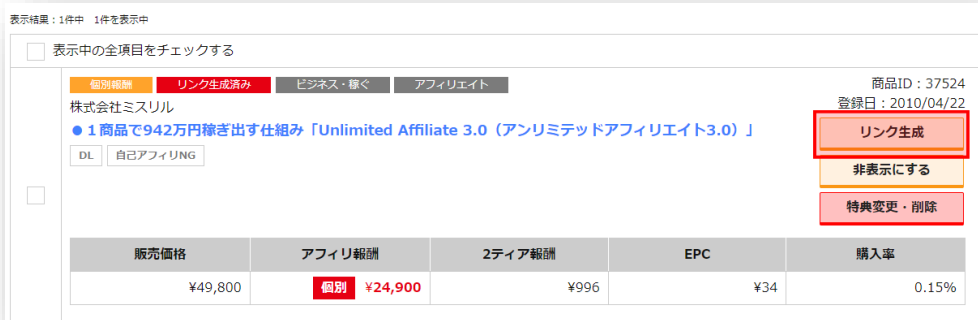 表示結果：1件中　1件を表示中
表示中の全項目をチェックする
個別報酬 リンク生成済み ビジネス・稼ぐ アフィリエイト
商品ID：37524
株式会社ミスリル
登録日：2010/04/22
●１商品で942万円稼ぎ出す仕組み「Unlimited Affiliate 3.0（アンリミテッドアフィリエイト3.0）」
リンク生成
DL 自己アフィリNG
非表示にする
特典変更・削除
販売価格 アフィリ報酬 2ティア報酬 EPC 購入率
¥49,800 個別 ¥24,900 ¥996 ¥34 0.15%